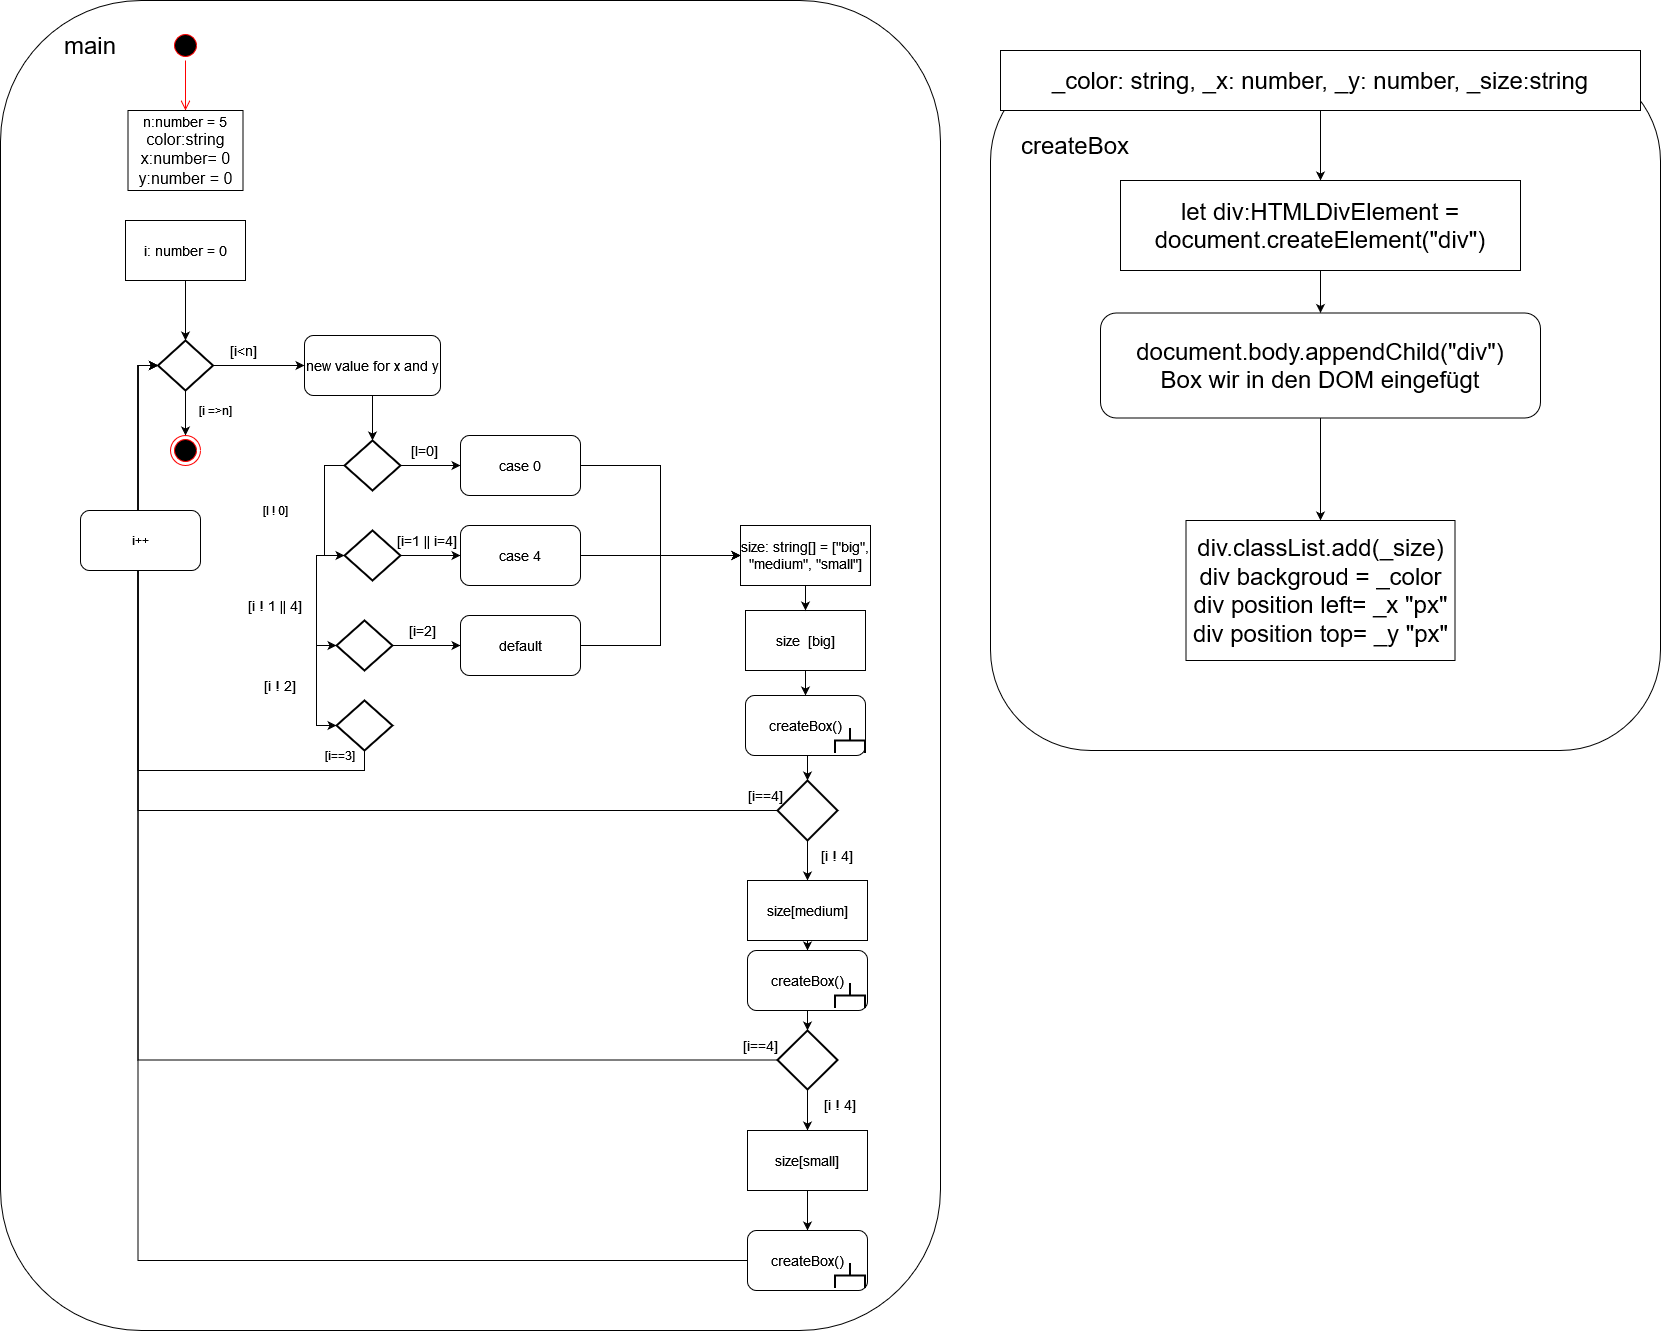 main
n:number = 5
color:string
x:number= 0
y:number = 0
i: number = 0
[i<n]
new value for x and y
[i =>n]
[I=0]
case 0
[I ! 0]
i++
[i=1 || i=4]
case 4
size: string[] = ["big",
"medium", "small"]
[i ! 1 || 4]
[i=2]
default
size [big]
[i ! 2]
createBox()
[i==3]
[i==4]
[i ! 4]
size[medium]
createBox()
[i==4]
[i ! 4]
size[small]
createBox()
_color: string, _x: number, _y: number, _size:string
createBox
let div:HTMLDivElement =
document.createElement("div")
document.body.appendChild("div")
Box wir in den DOM eingefügt
div.classList.add(_size)
div backgroud = _color
div position left= _x "px"
div position top= _y "px"